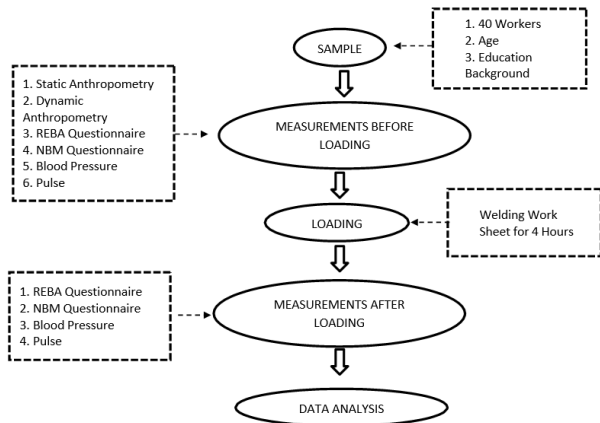 SAMPLE
1. 40 Workers
2. Age
3. Education
Background
1. Static Anthropometry
2. Dynamic
Anthropometry
3. REBA Questionnaire
4. NBM Questionnaire
5. Blood Pressure
6. Pulse
MEASUREMENTS BEFORE
LOADING
LOADING
Welding Work
Sheet for 4 Hours
1. REBA Questionnaire
2. NBM Questionnaire
3. Blood Pressure
4. Pulse
MEASUREMENTS AFTER
LOADING
DATA ANALYSIS